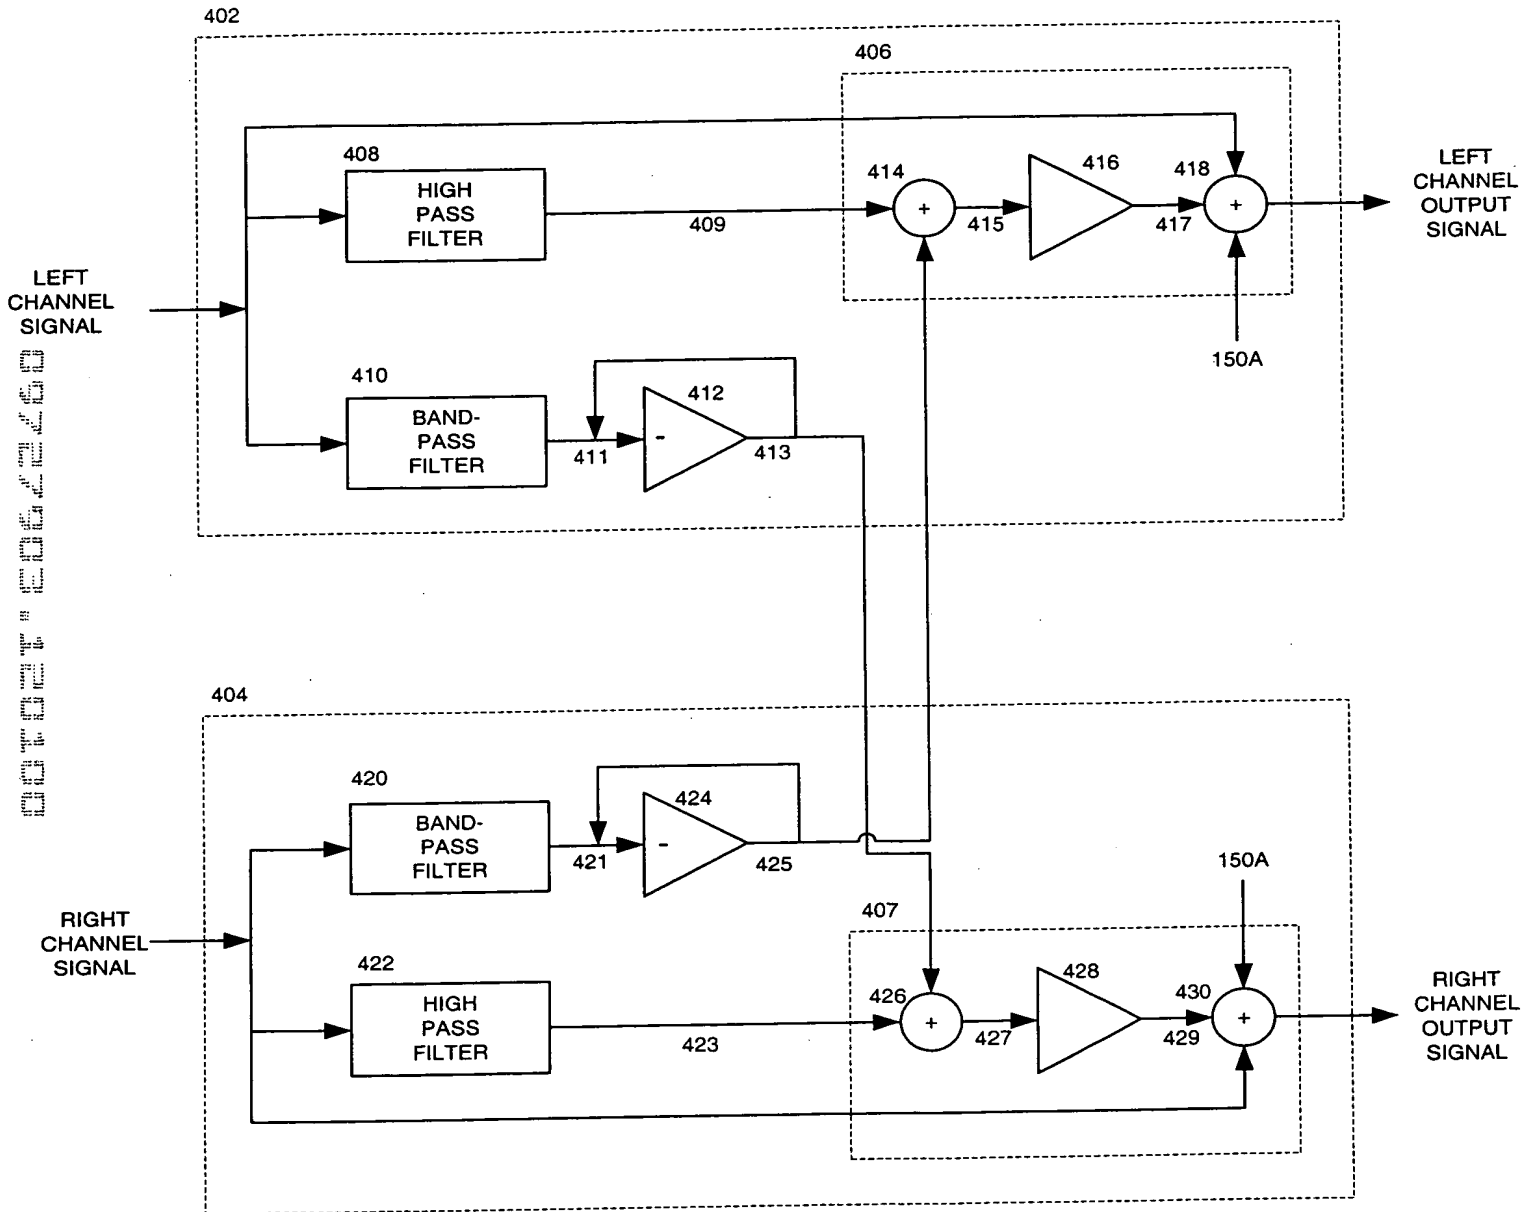 402
406
408
HIGH
PASS
FILTER
409
414
+
415
416
417
418
+
LEFT
CHANNEL
OUTPUT
SIGNAL
150A
LEFT
CHANNEL
SIGNAL
410
BAND-
PASS
FILTER
411
412
-
413
09727903.120100
404
420
BAND-
PASS
FILTER
421
424
-
425
150A
407
RIGHT
CHANNEL
SIGNAL
422
HIGH
PASS
FILTER
423
426
+
427
428
429
430
+
RIGHT
CHANNEL
OUTPUT
SIGNAL